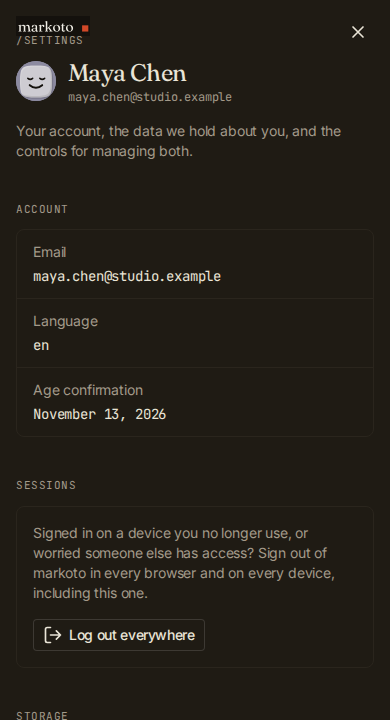 markoto
/SETTINGS
Maya Chen
maya.chen@studio.example
Your account, the data we hold about you, and the
controls for managing both.
ACCOUNT
Email
maya.chen@studio.example
Language
en
Age confirmation
November 13, 2026
SESSIONS
Signed in on a device you no longer use, or
worried someone else has access? Sign out of
markoto in every browser and on every device,
including this one.
Log out everywhere
STORAGE